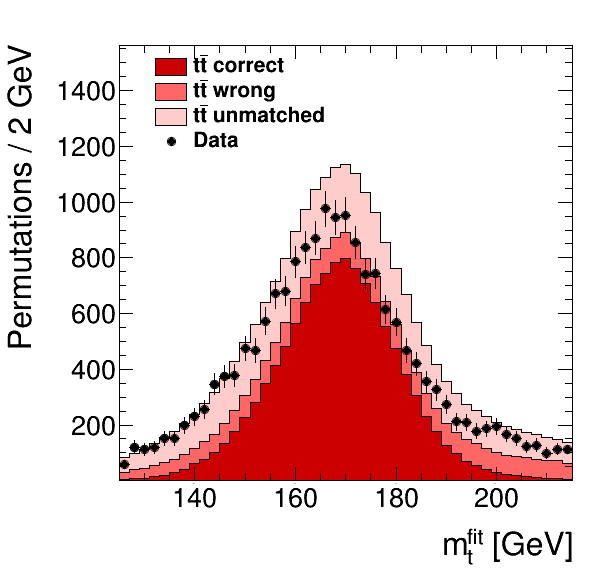 Permutations / 2 GeV
tt̄ correct
tt̄ wrong
tt̄ unmatched
Data
1400
1200
1000
800
600
400
200
140 160 180 200
m_t^fit [GeV]